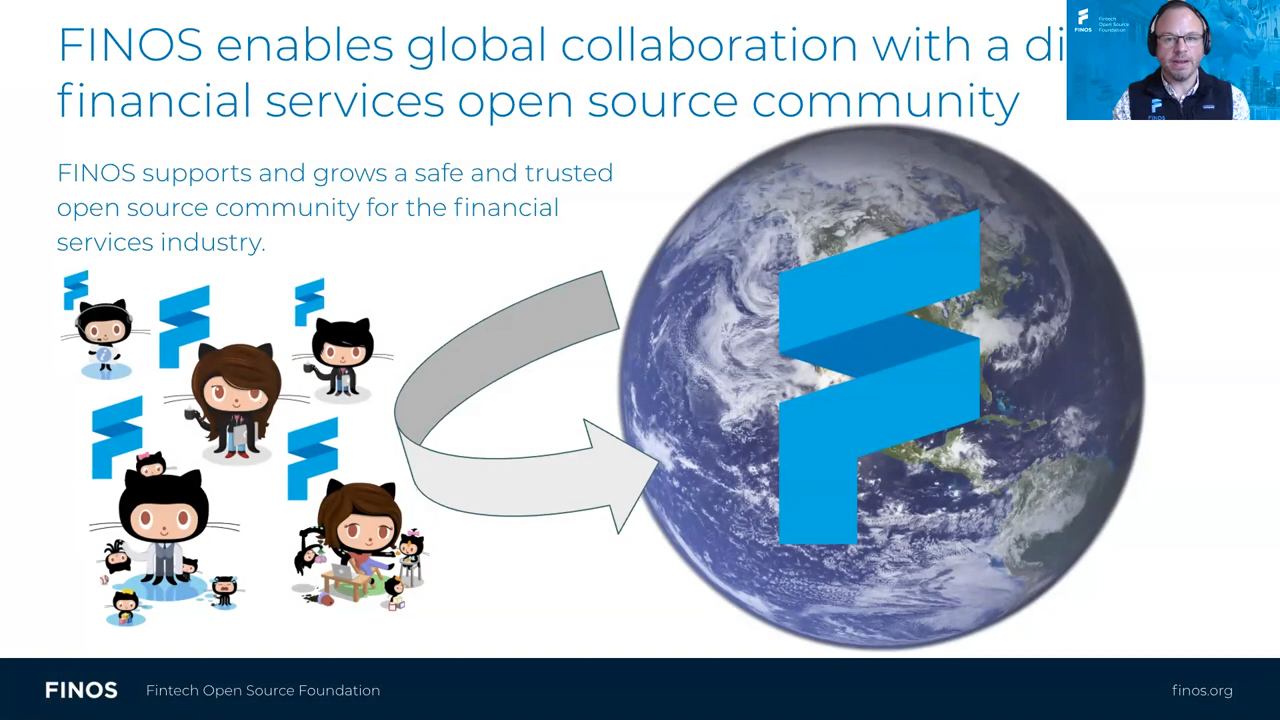 FINOS enables global collaboration with a di
financial services open source community
FINOS
Fintech
Open Source
Foundation
FINOS
FINOS supports and grows a safe and trusted
open source community for the financial
services industry.
FINOS Fintech Open Source Foundation
finos.org